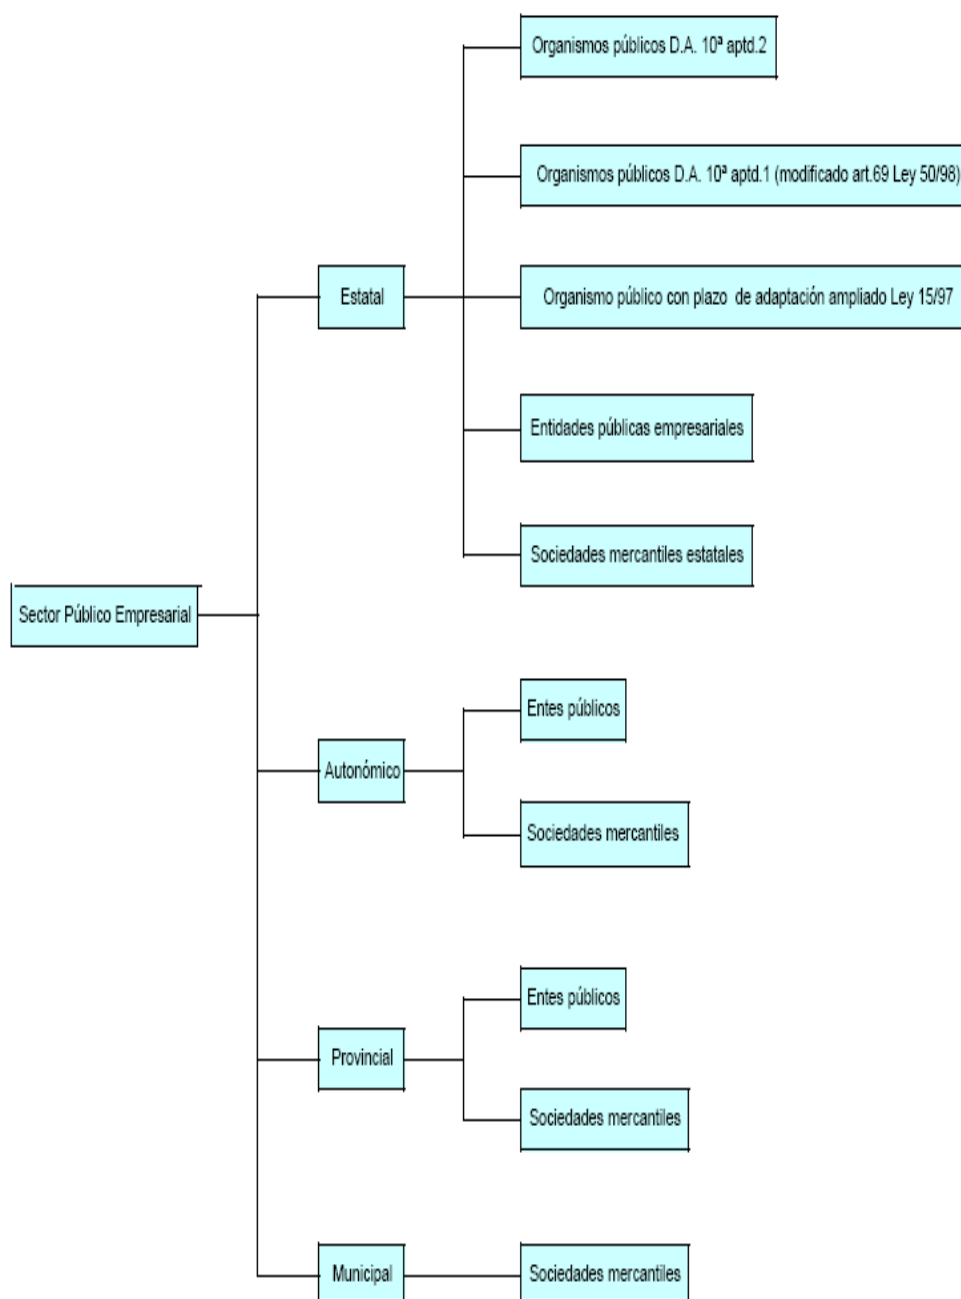 Organismos públicos D.A. 10ª aptd.2
Organismos públicos D.A. 10ª aptd.1 (modificado art.69 Ley 50/98)
Estatal
Organismo público con plazo de adaptación ampliado Ley 15/97
Entidades públicas empresariales
Sociedades mercantiles estatales
Sector Público Empresarial
Entes públicos
Autonómico
Sociedades mercantiles
Entes públicos
Provincial
Sociedades mercantiles
Municipal
Sociedades mercantiles